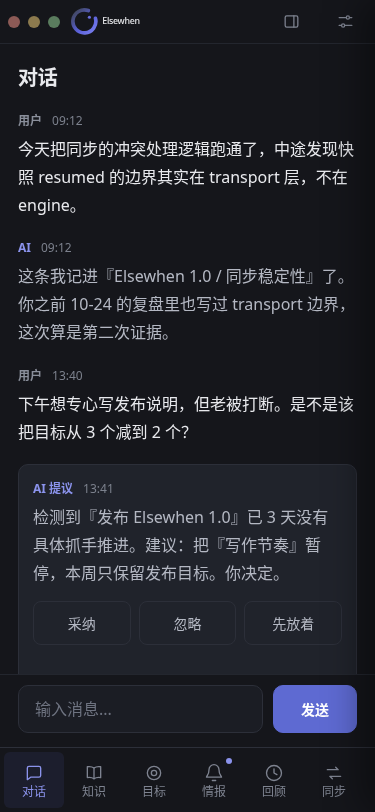 Elsewhen
对话
用户 09:12
今天把同步的冲突处理逻辑跑通了，中途发现快
照 resumed 的边界其实在 transport 层，不在
engine。
AI 09:12
这条我记进『Elsewhen 1.0 / 同步稳定性』了。
你之前 10-24 的复盘里也写过 transport 边界，
这次算是第二次证据。
用户 13:40
下午想专心写发布说明，但老被打断。是不是该
把目标从 3 个减到 2 个？
AI 提议 13:41
检测到『发布 Elsewhen 1.0』已 3 天没有
具体抓手推进。建议：把『写作节奏』暂
停，本周只保留发布目标。你决定。
采纳 忽略 先放着
输入消息... 发送
对话 知识 目标 情报 回顾 同步